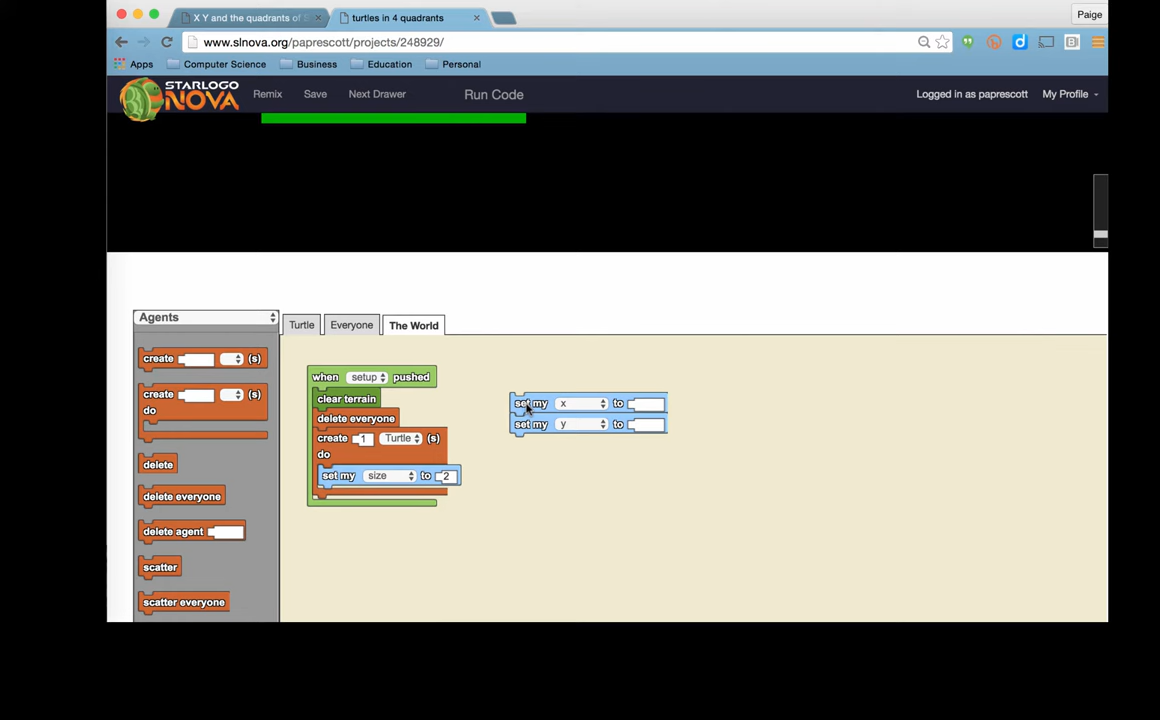 X Y and the quadrants of
turtles in 4 quadrants
Paige
www.slnova.org/paprescott/projects/248929/
Apps
Computer Science
Business
Education
Personal
STARLOGO
NOVA
Remix
Save
Next Drawer
Run Code
Logged in as paprescott
My Profile
Agents
Turtle
Everyone
The World
create (s)
create (s)
do
delete
delete everyone
delete agent
scatter
scatter everyone
when setup pushed
clear terrain
delete everyone
create 1 Turtle (s)
do
set my size to 2
set my x to
set my y to